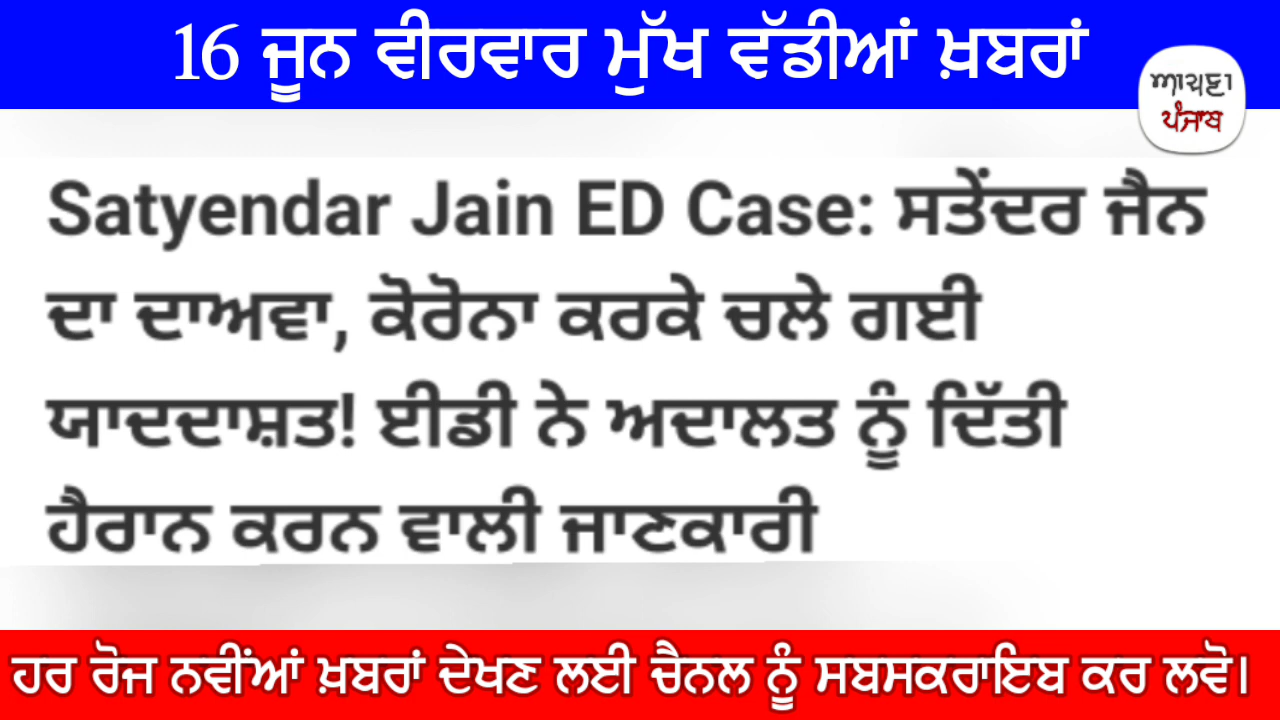 16 ਜੂਨ ਵੀਰਵਾਰ ਮੁੱਖ ਵੱਡੀਆਂ ਖ਼ਬਰਾਂ
ਆਪਣਾ
ਪੰਜਾਬ
Satyendar Jain ED Case: ਸਤੇਂਦਰ ਜੈਨ
ਦਾ ਦਾਅਵਾ, ਕੋਰੋਨਾ ਕਰਕੇ ਚਲੇ ਗਈ
ਯਾਦਦਾਸ਼ਤ! ਈਡੀ ਨੇ ਅਦਾਲਤ ਨੂੰ ਦਿੱਤੀ
ਹੈਰਾਨ ਕਰਨ ਵਾਲੀ ਜਾਣਕਾਰੀ
ਹਰ ਰੋਜ ਨਵੀਂਆਂ ਖ਼ਬਰਾਂ ਦੇਖਣ ਲਈ ਚੈਨਲ ਨੂੰ ਸਬਸਕਰਾਇਬ ਕਰ ਲਵੋ।